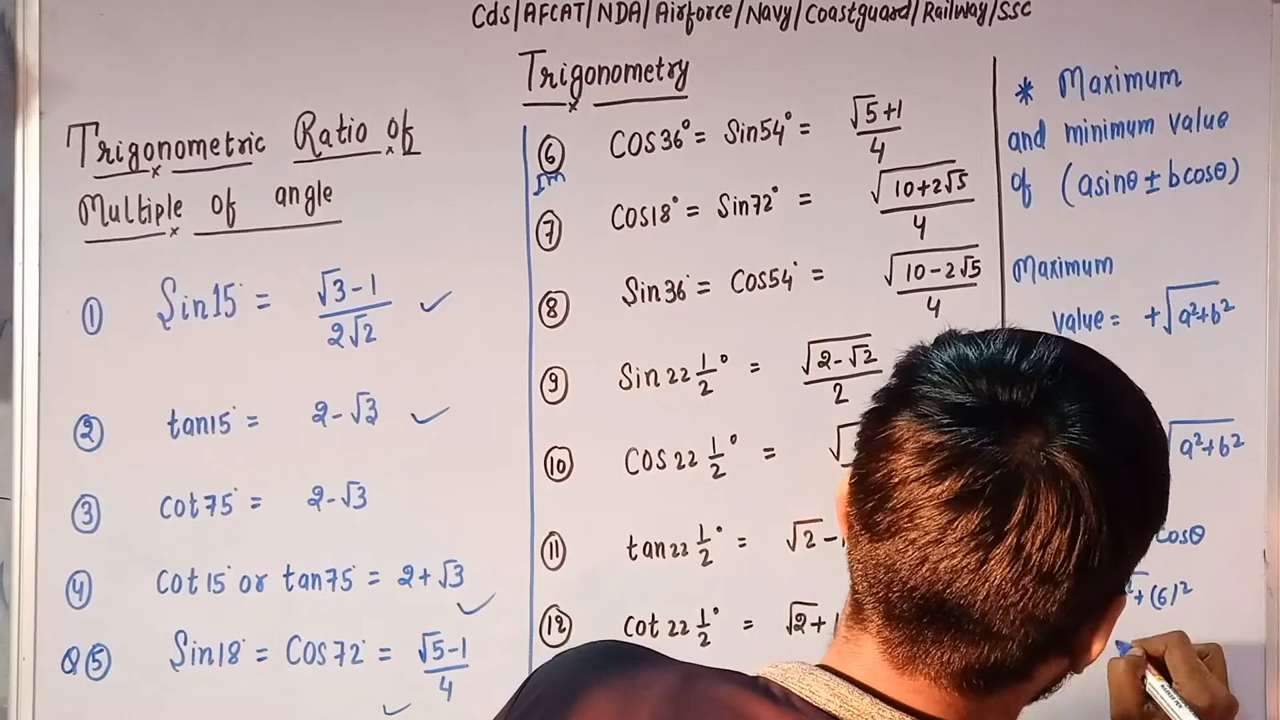 Cds/AFCAT/NDA/Airforce/Navy/Coastguard/Railway/SSC
Trigonometry
Trigonometric Ratio of
Multiple of angle
① Sin15° = √3-1 / 2√2 ✓
② tan15° = 2-√3 ✓
③ cot75° = 2-√3
④ cot15° or tan75° = 2+√3 ✓
Q ⑤ Sin18° = Cos72° = √5-1 / 4 ✓
⑥ COS36° = Sin54° = √5+1 / 4
Im
⑦ Cos18° = Sin72° = √(10+2√5) / 4
⑧ Sin36° = Cos54° = √(10-2√5) / 4
⑨ Sin 22 1/2° = √(2-√2) / 2
⑩ Cos 22 1/2° = √
⑪ tan 22 1/2° = √2-
⑫ cot 22 1/2° = √2+
* Maximum
and minimum value
of (asinθ ± bcosθ)
Maximum
value = +√(a²+b²)
√(a²+b²)
cosθ
+(6)²